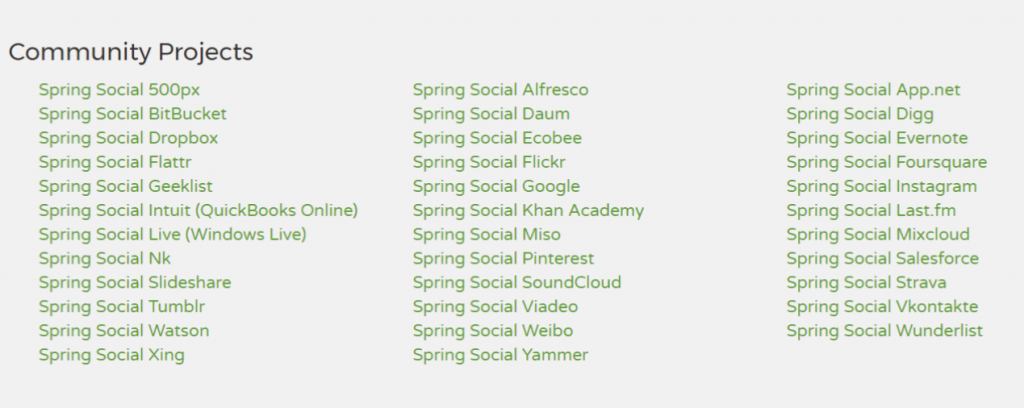 Community Projects
Spring Social 500px
Spring Social Alfresco
Spring Social App.net
Spring Social BitBucket
Spring Social Daum
Spring Social Digg
Spring Social Dropbox
Spring Social Ecobee
Spring Social Evernote
Spring Social Flattr
Spring Social Flickr
Spring Social Foursquare
Spring Social Geeklist
Spring Social Google
Spring Social Instagram
Spring Social Intuit (QuickBooks Online)
Spring Social Khan Academy
Spring Social Last.fm
Spring Social Live (Windows Live)
Spring Social Miso
Spring Social Mixcloud
Spring Social Nk
Spring Social Pinterest
Spring Social Salesforce
Spring Social Slideshare
Spring Social SoundCloud
Spring Social Strava
Spring Social Tumblr
Spring Social Viadeo
Spring Social Vkontakte
Spring Social Watson
Spring Social Weibo
Spring Social Wunderlist
Spring Social Xing
Spring Social Yammer